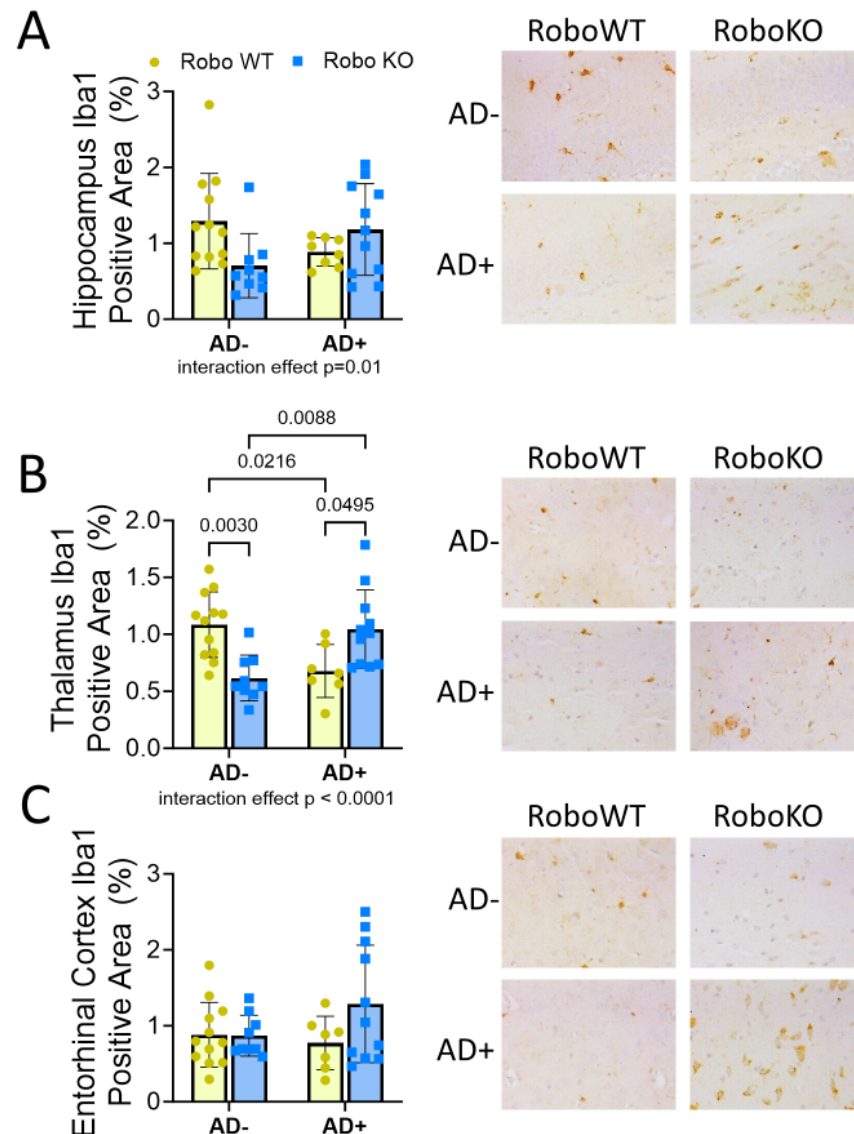 A
Robo WT
Robo KO
Hippocampus Iba1
Positive Area (%)
3
2
1
0
AD-
AD+
interaction effect p=0.01
RoboWT
RoboKO
AD-
AD+
B
0.0088
0.0216
0.0030
0.0495
Thalamus Iba1
Positive Area (%)
2.0
1.5
1.0
0.5
0.0
AD-
AD+
interaction effect p < 0.0001
RoboWT
RoboKO
AD-
AD+
C
Entorhinal Cortex Iba1
Positive Area (%)
3
2
1
0
AD-
AD+
RoboWT
RoboKO
AD-
AD+